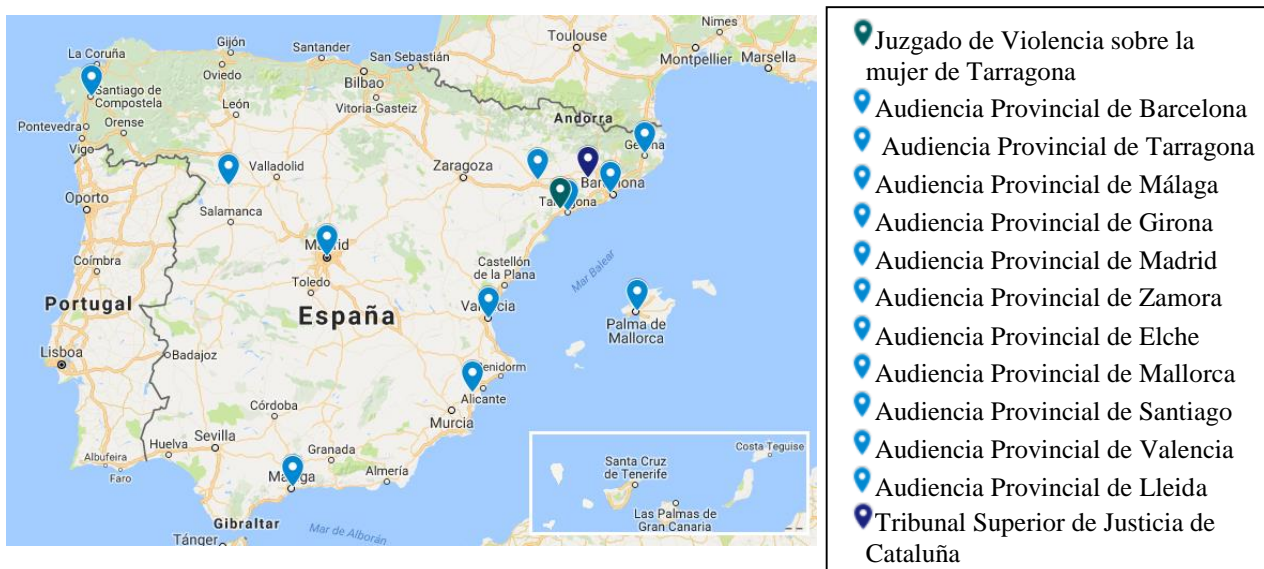 Nimes
Toulouse
Montpellier
Marsella
Gijón
La Coruña
Santander
San Sebastián
Oviedo
Bilbao
Santiago de
Compostela
León
Vitoria-Gasteiz
Andorra
Pontevedra
Orense
Vigo
Valladolid
Zaragoza
Barcelona
Oporto
Salamanca
Tarragona
Madrid
Coímbra
Toledo
Castellón
de la Plana
Mar Balear
Portugal
España
Valencia
Palma de
Mallorca
Lisboa
Badajoz
Benidorm
Alicante
Córdoba
Murcia
Huelva
Sevilla
Granada
Albufeira
Faro
Almería
Málaga
Gibraltar
Mar de Alborán
Tánger
Costa Teguise
Santa Cruz
de Tenerife
Las Palmas de
Gran Canaria
Juzgado de Violencia sobre la
mujer de Tarragona
Audiencia Provincial de Barcelona
Audiencia Provincial de Tarragona
Audiencia Provincial de Málaga
Audiencia Provincial de Girona
Audiencia Provincial de Madrid
Audiencia Provincial de Zamora
Audiencia Provincial de Elche
Audiencia Provincial de Mallorca
Audiencia Provincial de Santiago
Audiencia Provincial de Valencia
Audiencia Provincial de Lleida
Tribunal Superior de Justicia de
Cataluña